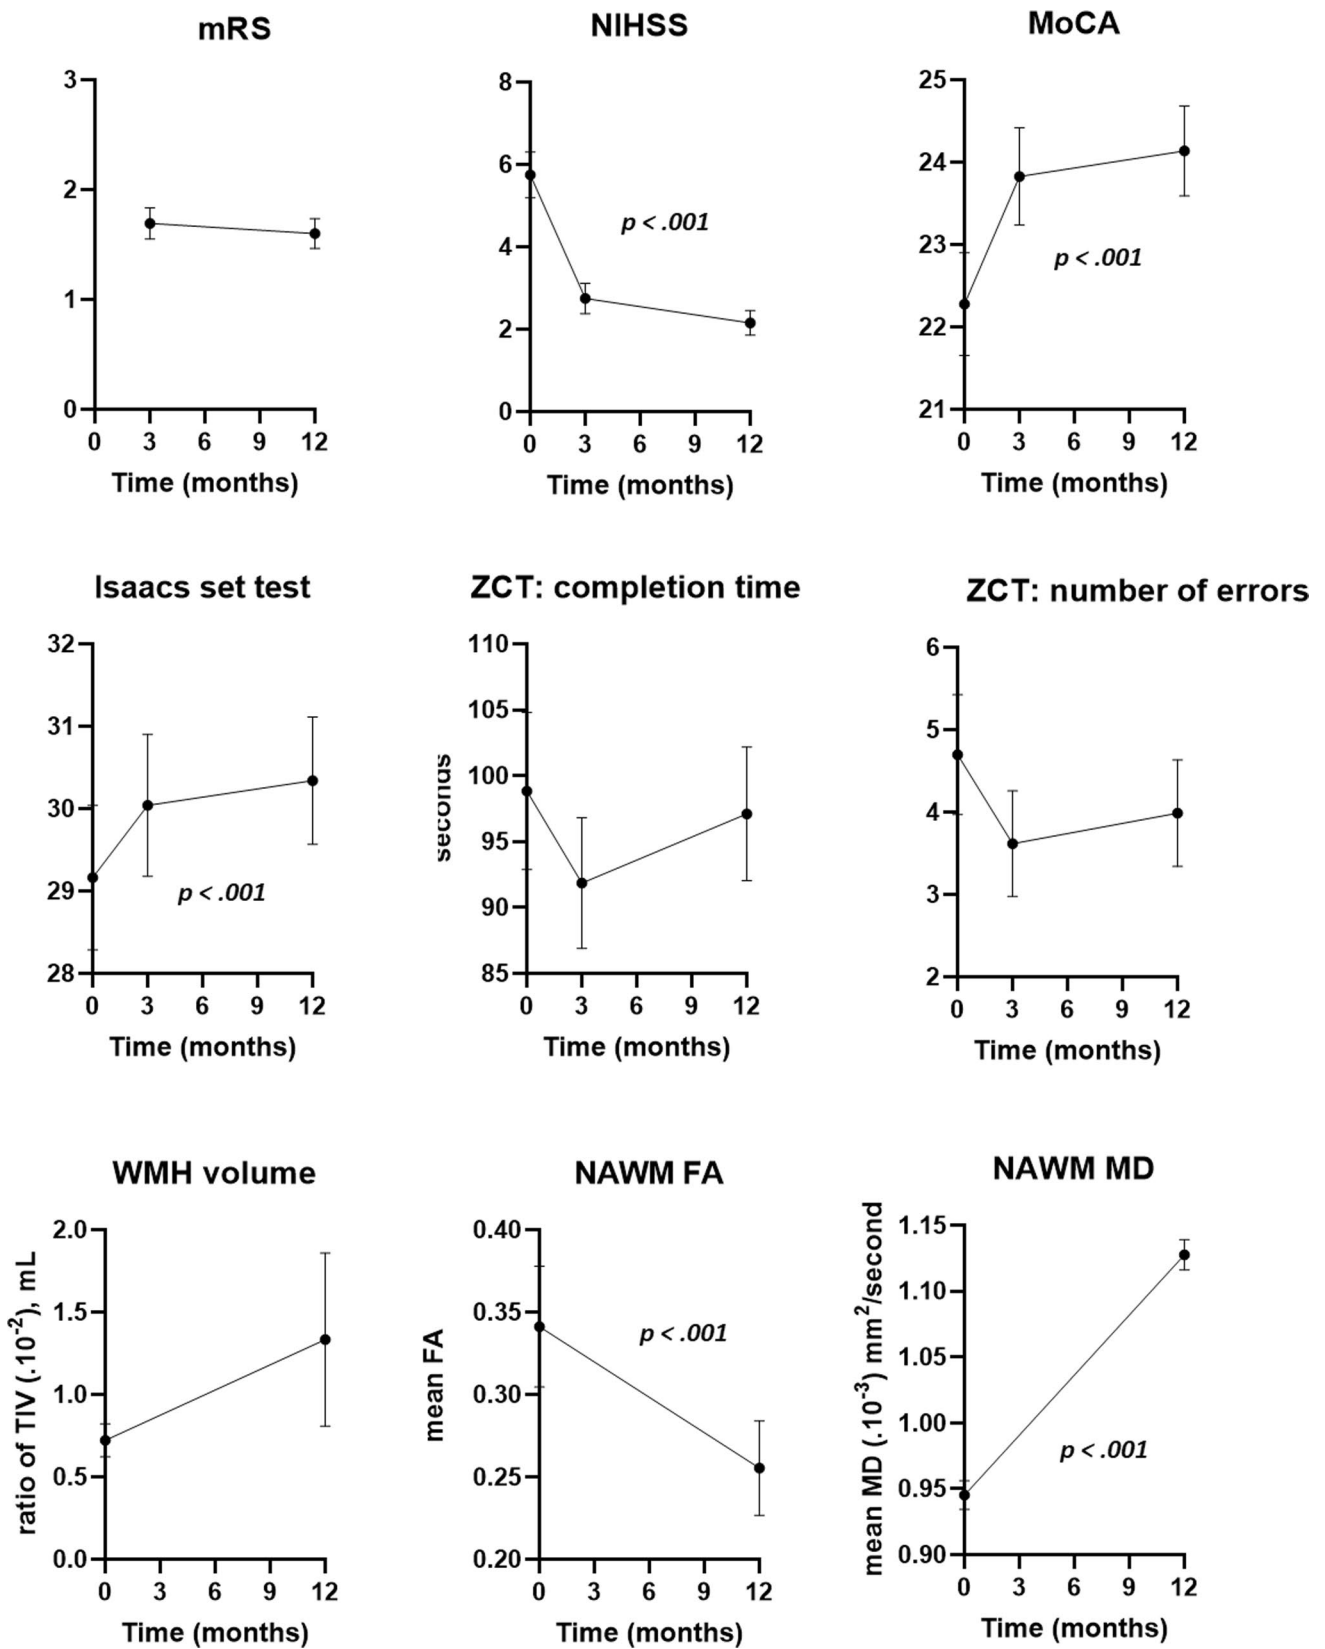 mRS
3
2
1
0
0 3 6 9 12
Time (months)
NIHSS
8
6
4
2
0
p < .001
0 3 6 9 12
Time (months)
MoCA
25
24
23
22
21
p < .001
0 3 6 9 12
Time (months)
Isaacs set test
32
31
30
29
28
p < .001
0 3 6 9 12
Time (months)
ZCT: completion time
seconds
110
105
100
95
90
85
0 3 6 9 12
Time (months)
ZCT: number of errors
6
5
4
3
2
0 3 6 9 12
Time (months)
WMH volume
ratio of TIV (.10⁻²), mL
2.0
1.5
1.0
0.5
0.0
0 3 6 9 12
Time (months)
NAWM FA
mean FA
0.40
0.35
0.30
0.25
0.20
p < .001
0 3 6 9 12
Time (months)
NAWM MD
mean MD (.10⁻³) mm²/second
1.15
1.10
1.05
1.00
0.95
0.90
p < .001
0 3 6 9 12
Time (months)